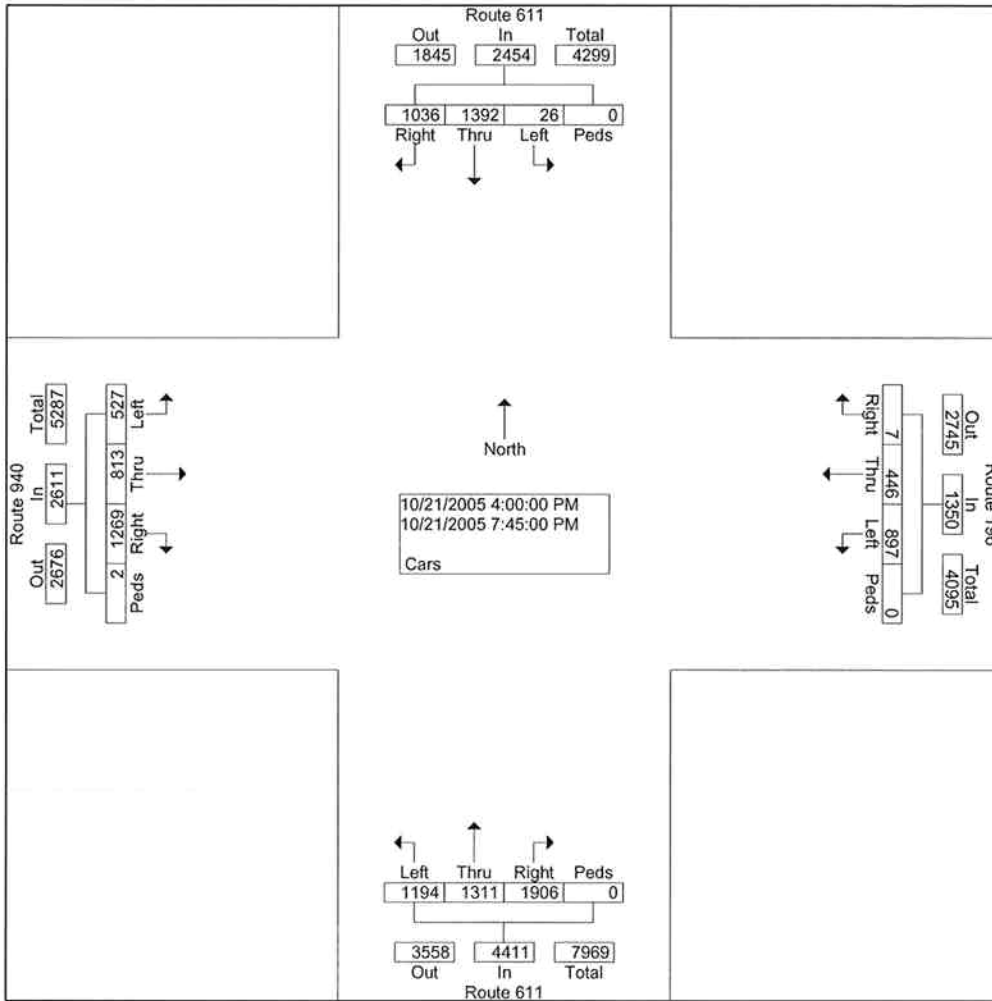 Route 611
Out In Total
1845 2454 4299
1036 1392 26 0
Right Thru Left Peds
Route 940
Total In Out
5287 2611 2676
527 813 1269 2
Left Thru Right Peds
North
10/21/2005 4:00:00 PM
10/21/2005 7:45:00 PM
Cars
Right Thru Left Peds
7 446 897 0
Out In Total
2745 1350 4095
Route
Left Thru Right Peds
1194 1311 1906 0
3558 4411 7969
Out In Total
Route 611